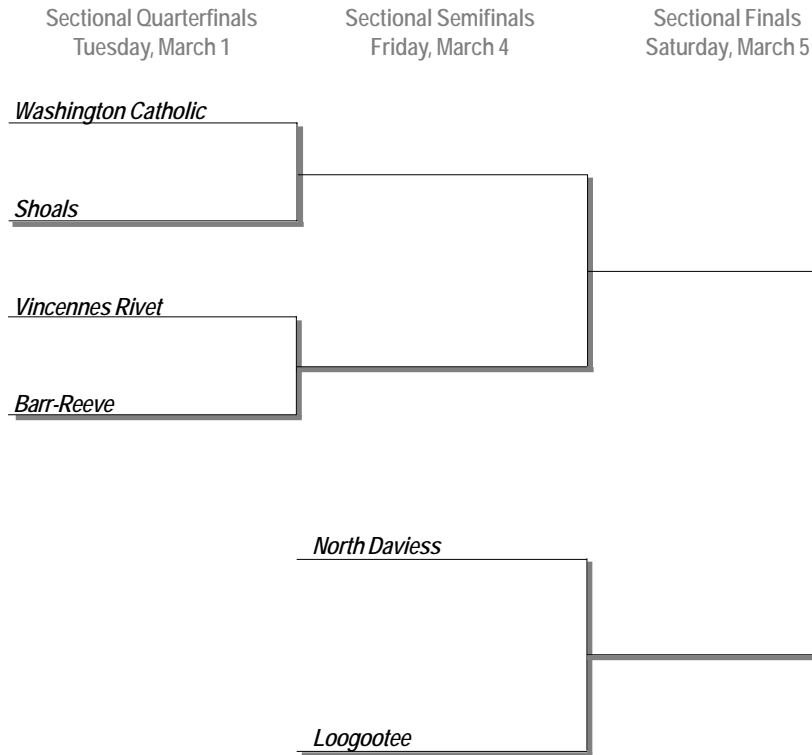 Sectional Quarterfinals
Tuesday, March 1
Sectional Semifinals
Friday, March 4
Sectional Finals
Saturday, March 5
Washington Catholic
Shoals
Vincennes Rivet
Barr-Reeve
North Daviess
Loogootee